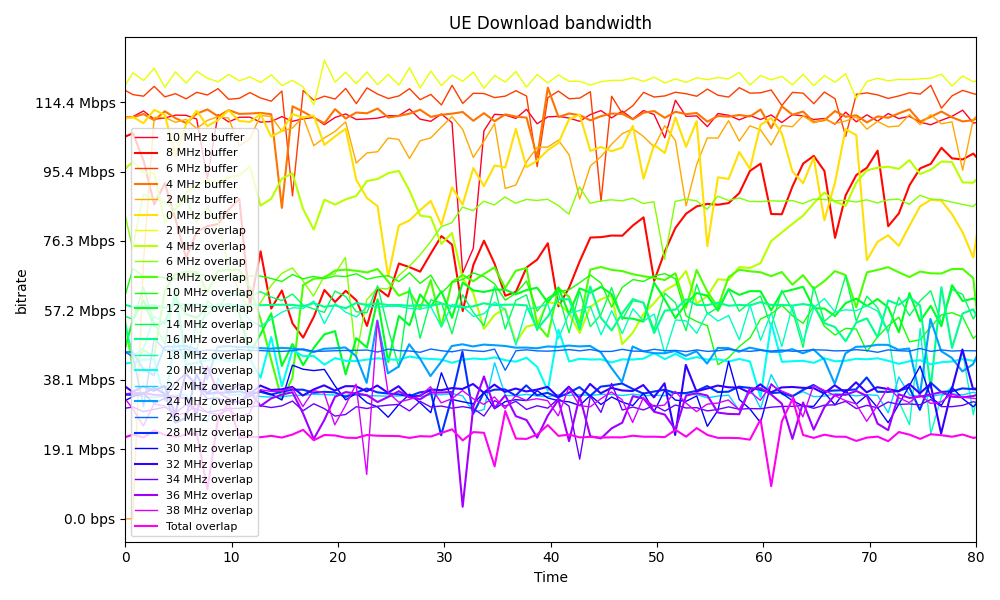 UE Download bandwidth
bitrate
114.4 Mbps
95.4 Mbps
76.3 Mbps
57.2 Mbps
38.1 Mbps
19.1 Mbps
0.0 bps
10 MHz buffer
8 MHz buffer
6 MHz buffer
4 MHz buffer
2 MHz buffer
0 MHz buffer
2 MHz overlap
4 MHz overlap
6 MHz overlap
8 MHz overlap
10 MHz overlap
12 MHz overlap
14 MHz overlap
16 MHz overlap
18 MHz overlap
20 MHz overlap
22 MHz overlap
24 MHz overlap
26 MHz overlap
28 MHz overlap
30 MHz overlap
32 MHz overlap
34 MHz overlap
36 MHz overlap
38 MHz overlap
Total overlap
0 10 20 30 40 50 60 70 80
Time